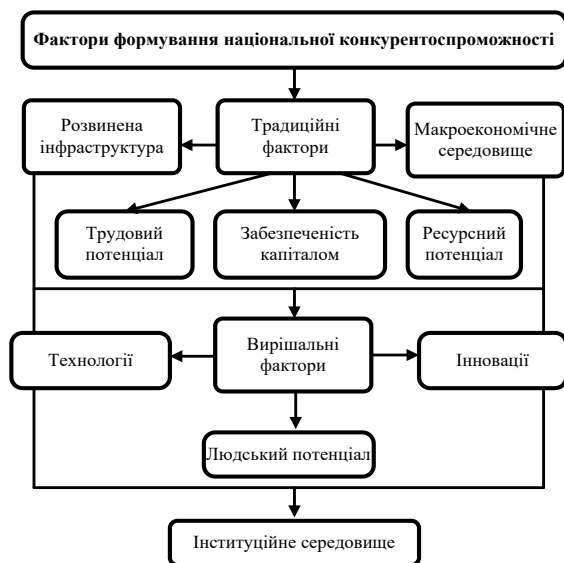 Фактори формування національної конкурентоспроможності
Розвинена
інфраструктура
Традиційні
фактори
Макроекономічне
середовище
Трудовий
потенціал
Забезпеченість
капіталом
Ресурсний
потенціал
Технології
Вирішальні
фактори
Інновації
Людський потенціал
Інституційне середовище